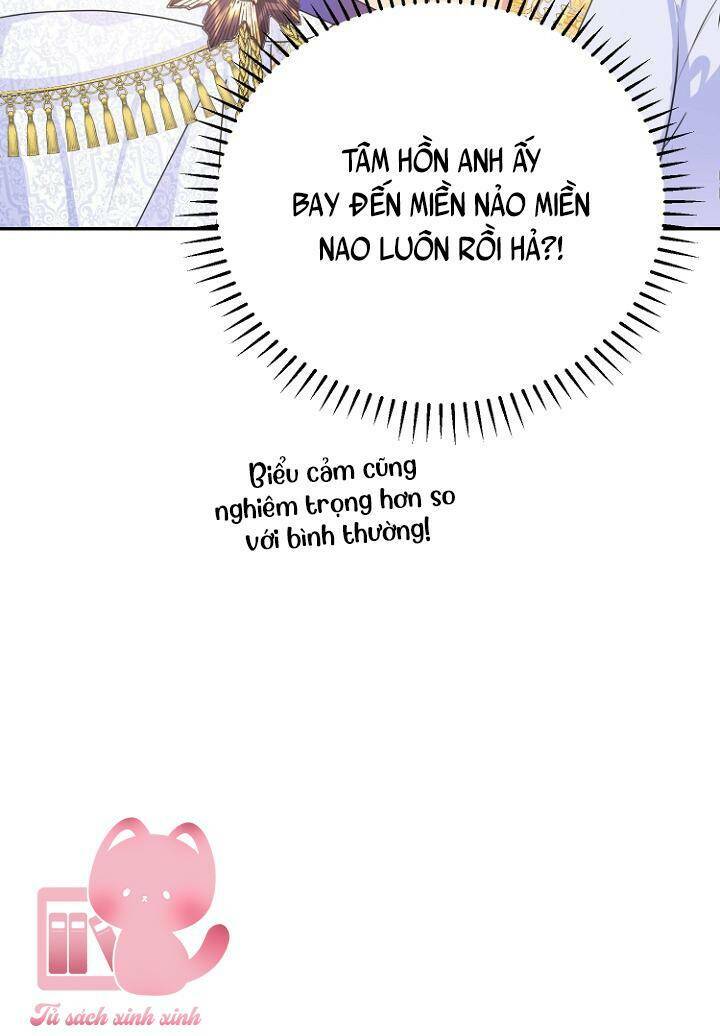 TÂM HỒN ANH ẤY
BAY ĐẾN MIỀN NẢO MIỀN
NAO LUÔN RỒI HẢ?!
Biểu cảm cũng
nghiêm trọng hơn so
với bình thường!
Tủ sách xinh xinh